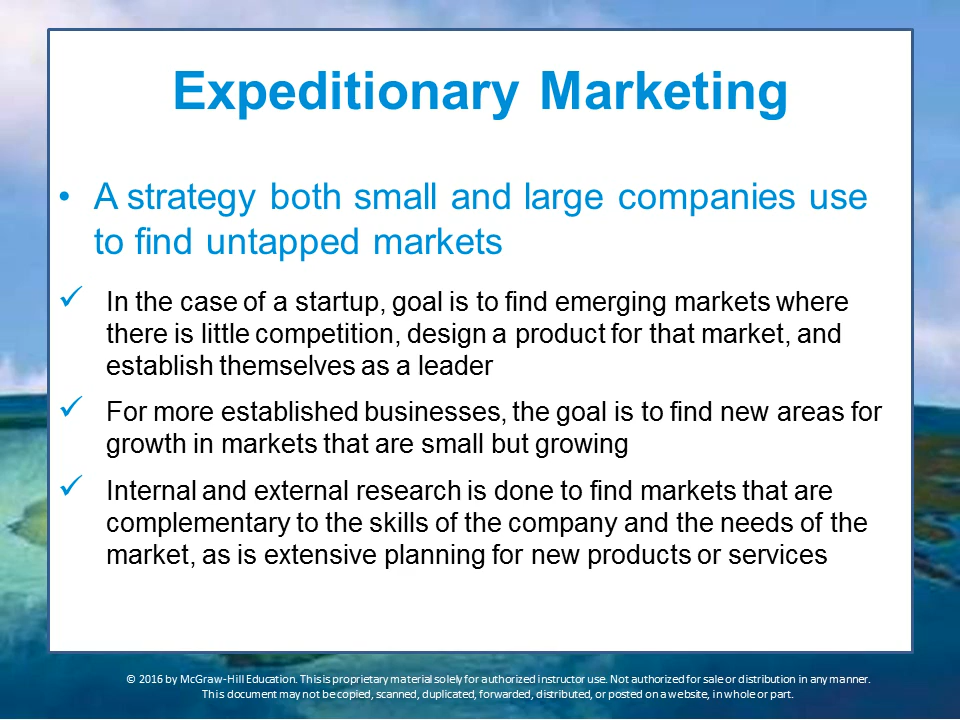 Expeditionary Marketing
• A strategy both small and large companies use
to find untapped markets
✓ In the case of a startup, goal is to find emerging markets where
there is little competition, design a product for that market, and
establish themselves as a leader
✓ For more established businesses, the goal is to find new areas for
growth in markets that are small but growing
✓ Internal and external research is done to find markets that are
complementary to the skills of the company and the needs of the
market, as is extensive planning for new products or services
© 2016 by McGraw-Hill Education. This is proprietary material solely for authorized instructor use. Not authorized for sale or distribution in any manner.
This document may not be copied, scanned, duplicated, forwarded, distributed, or posted on a website, in whole or part.